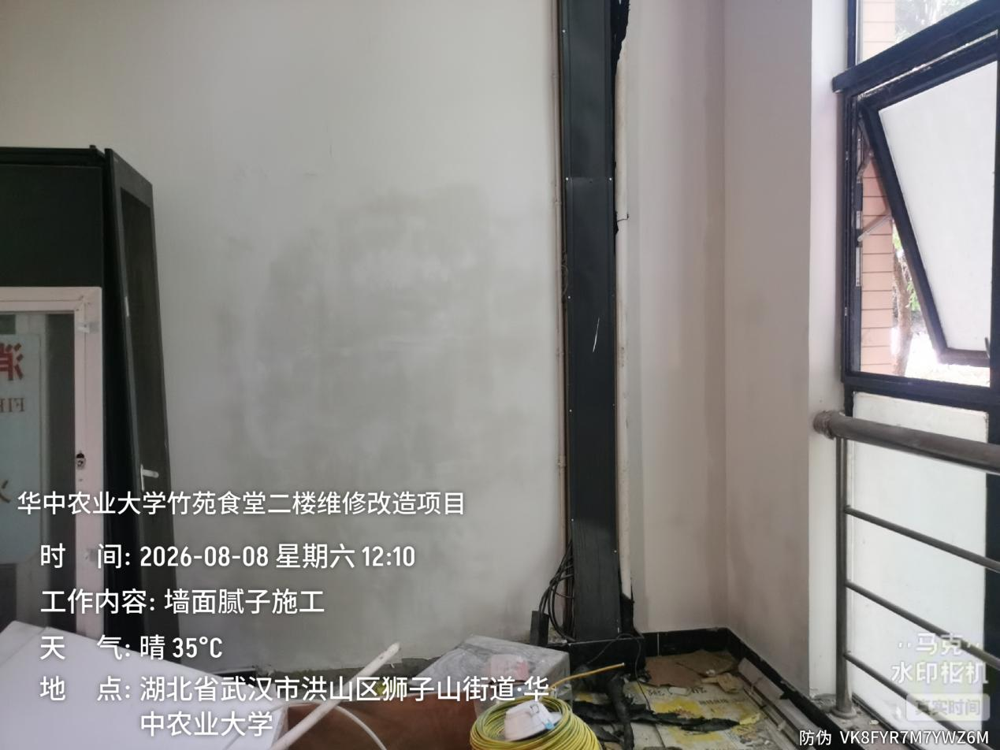 消
FI
华中农业大学竹苑食堂二楼维修改造项目
时 间: 2026-08-08 星期六 12:10
工作内容: 墙面腻子施工
天 气: 晴 35°C
地 点: 湖北省武汉市洪山区狮子山街道·华
中农业大学
马克
水印相机
真实时间
防伪 VK8FYR7M7YWZ6M